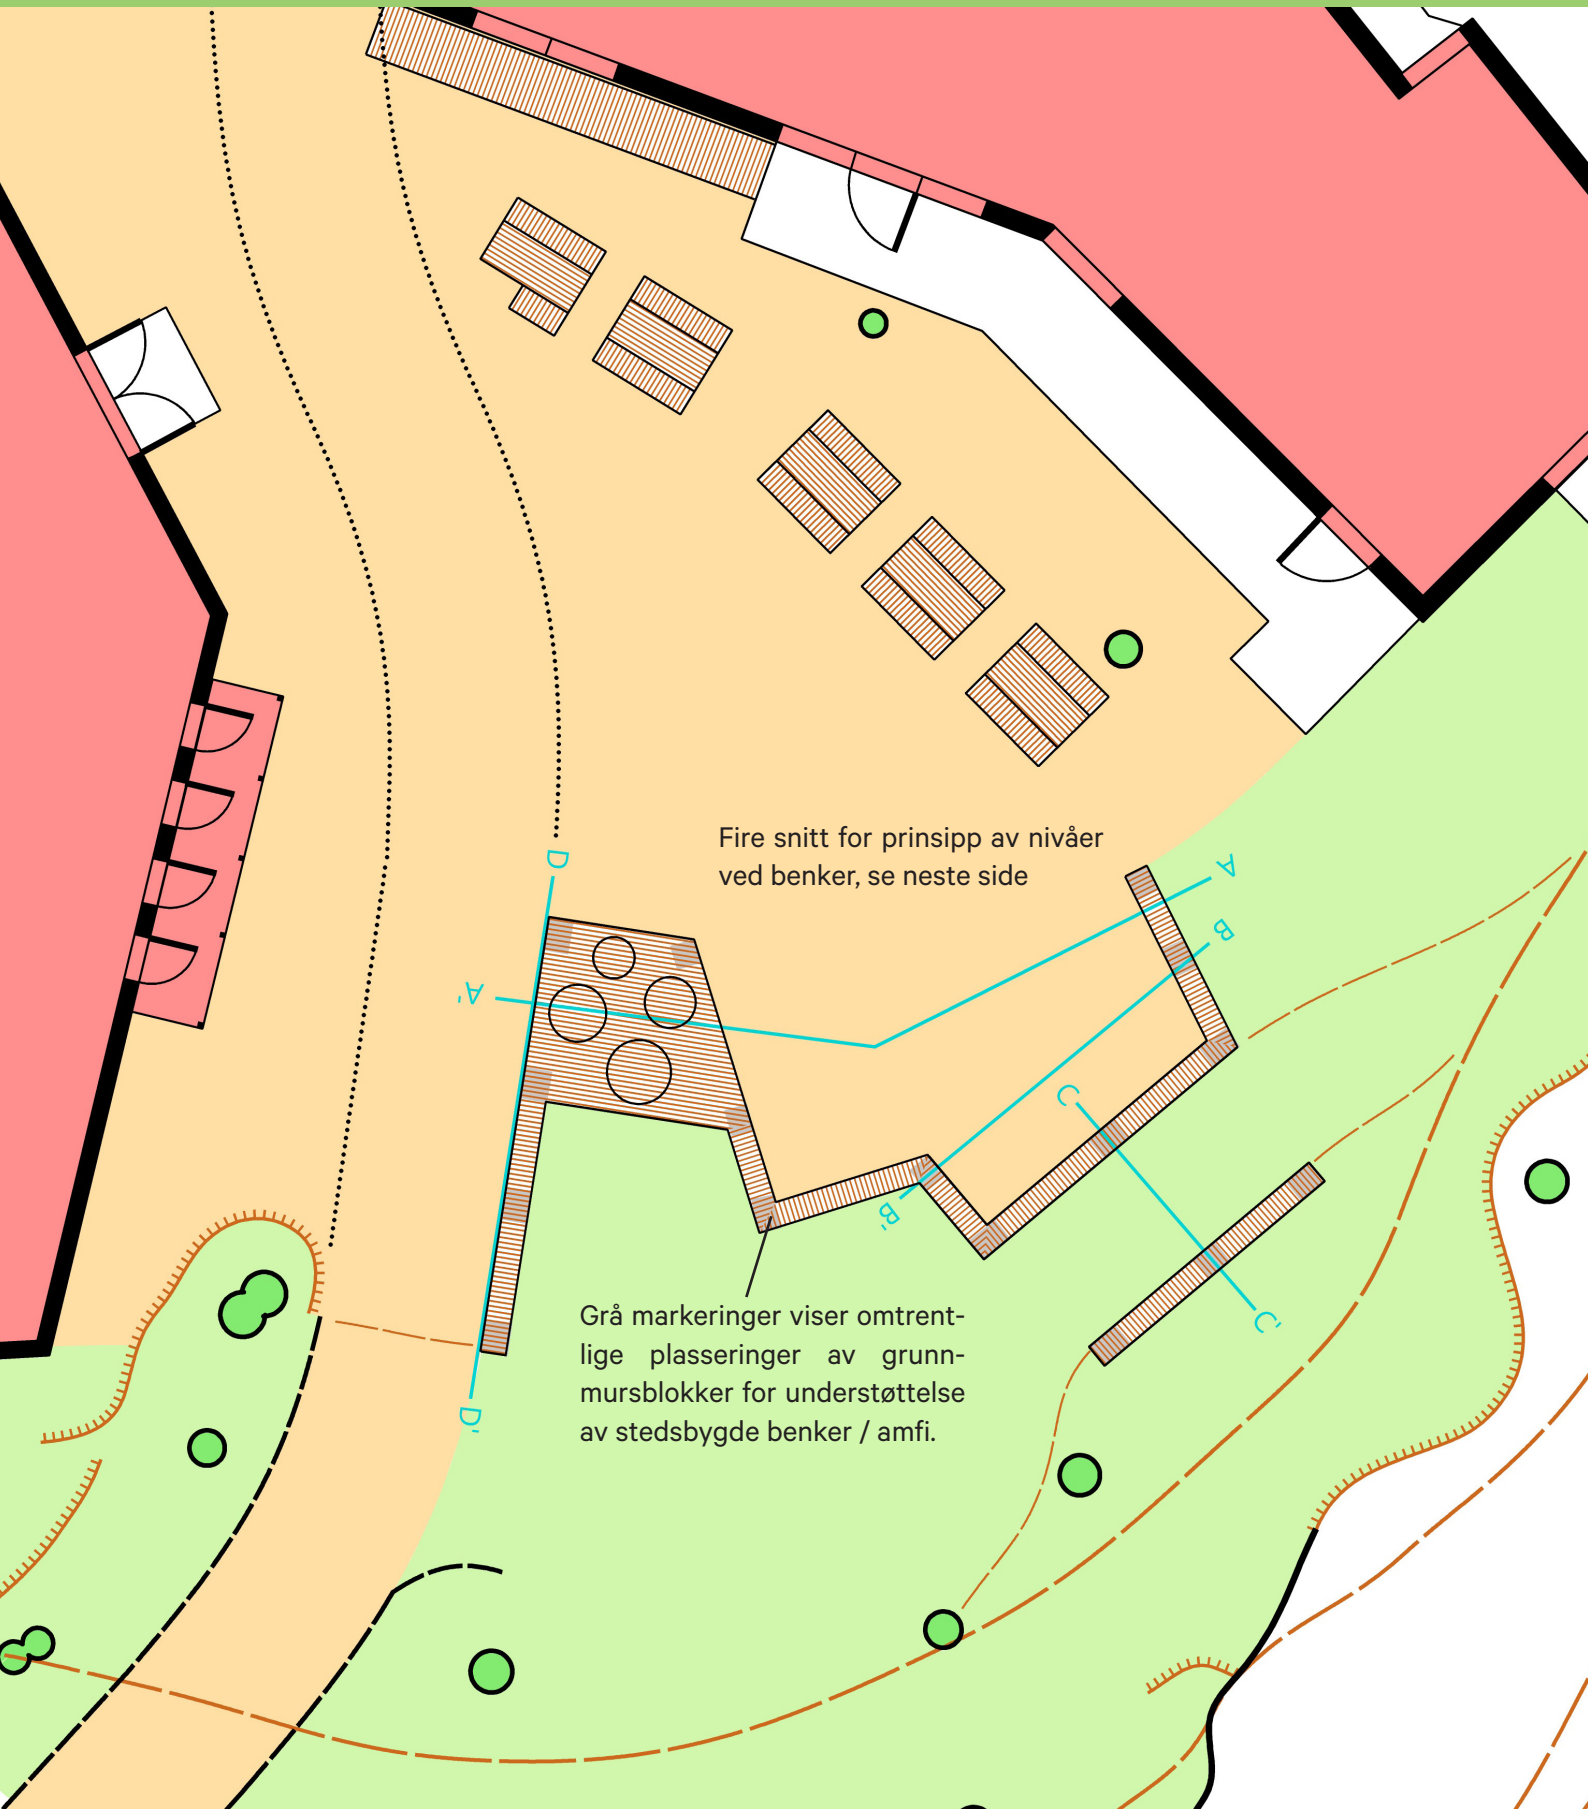 Fire snitt for prinsipp av nivåer
ved benker, se neste side
D
A
B
A'
C
B'
Grå markeringer viser omtrent-
lige plasseringer av grunn-
mursblokker for understøttelse
av stedsbygde benker / amfi.
C'
D'